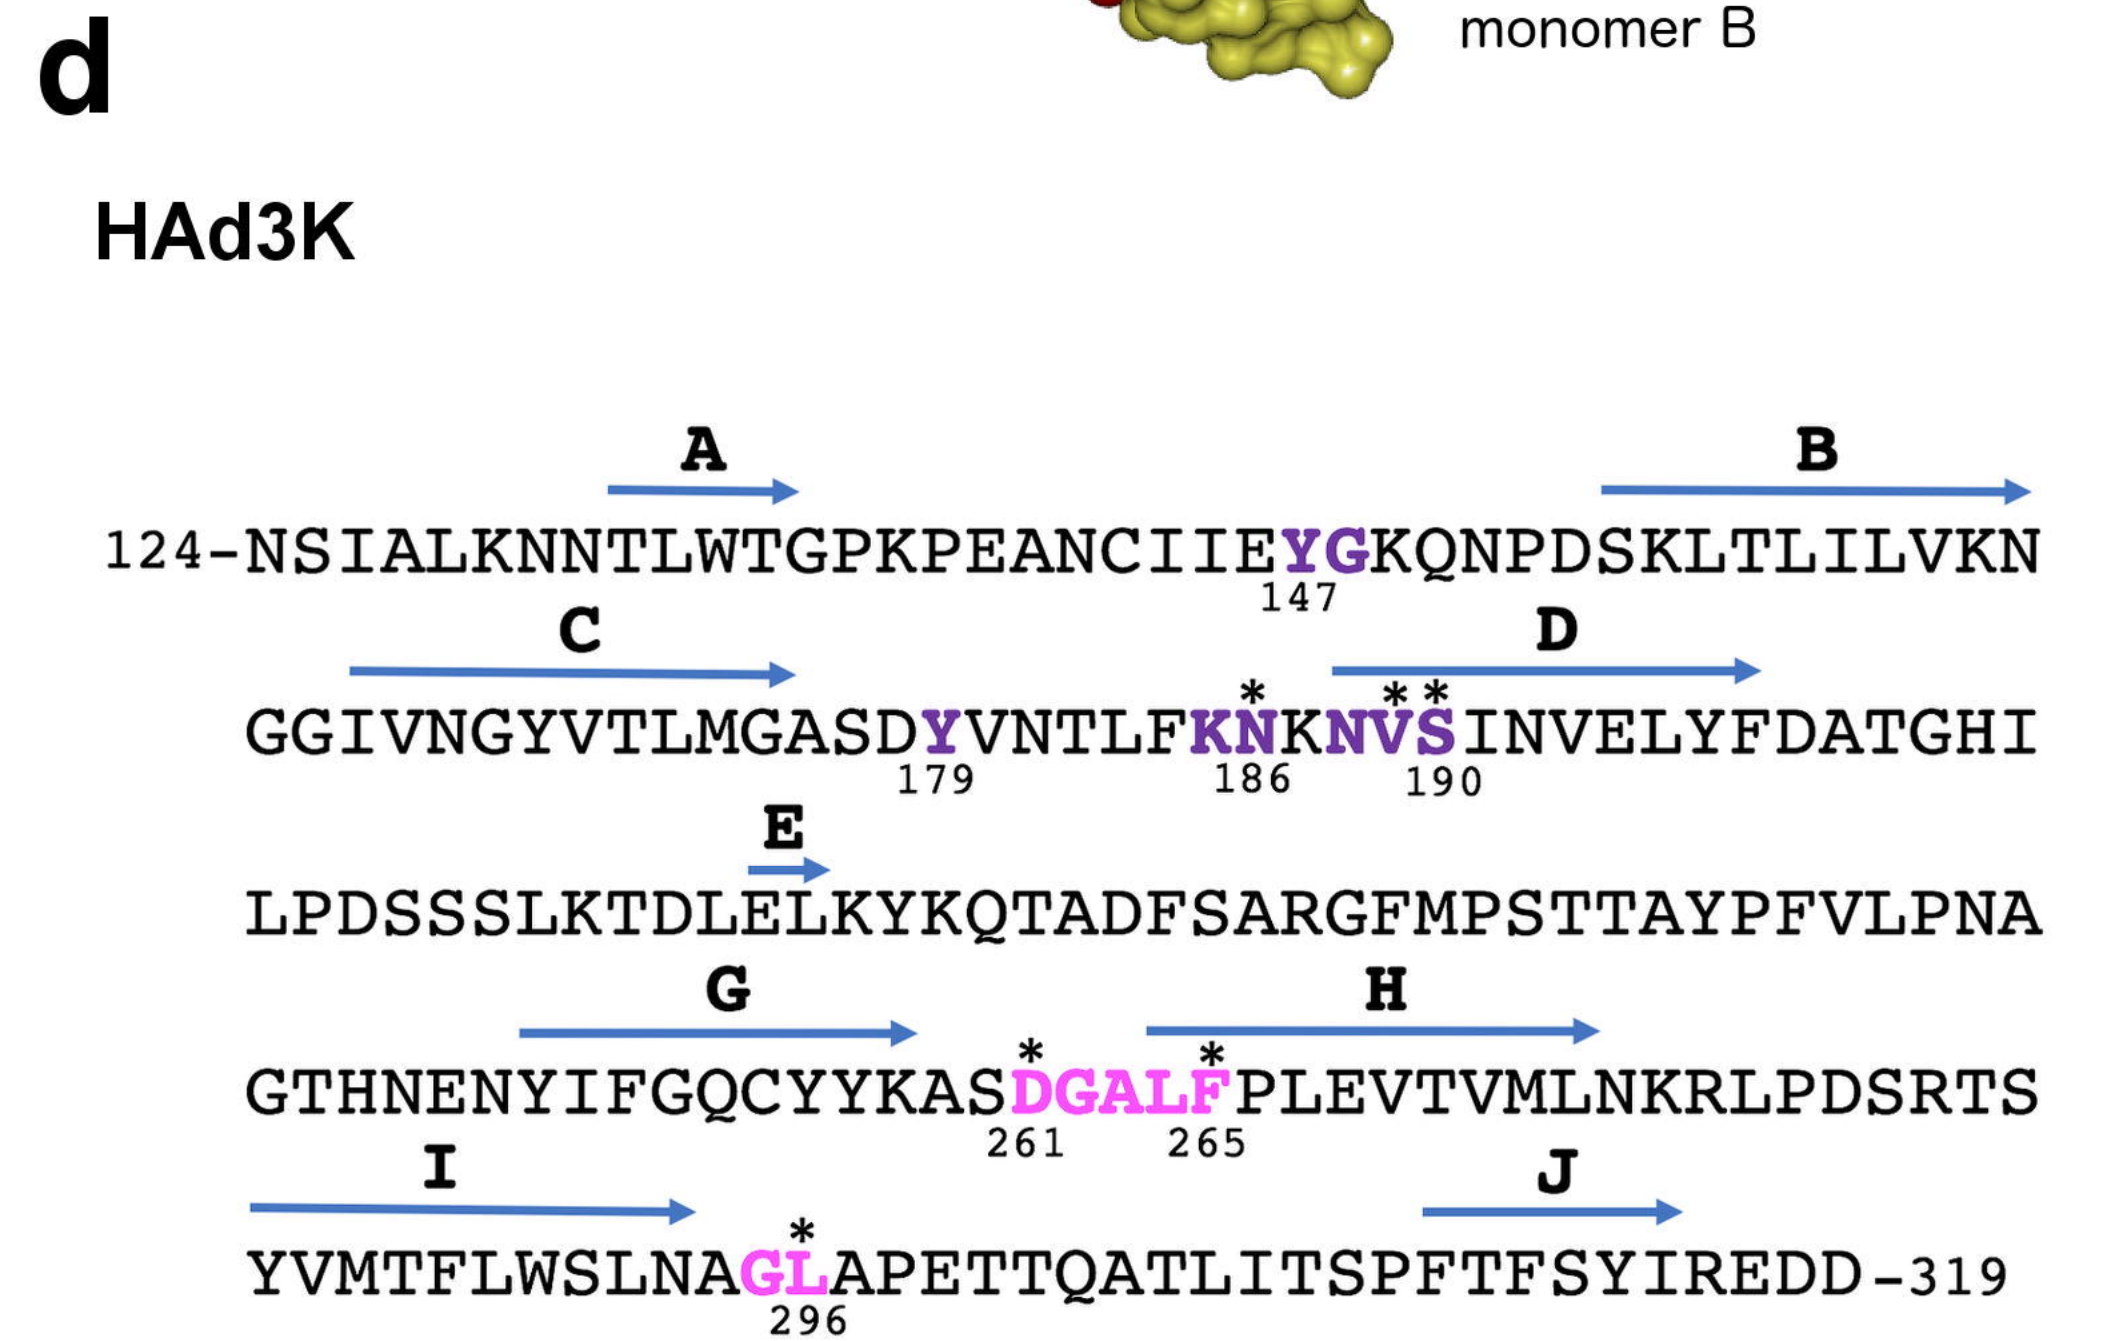 monomer B
d
HAd3K
A B
124-NSIALKNNTLWTGPKPEANCIIEYGKQNPDSKLTLILVKN
147
C D
* * *
GGIVNGYVTLMGASDYVNTLFKNKNVSINVELYFDATGHI
179 186 190
E
LPDSSSLKTDLELKYKQTADFSARGFMPSTTAYPFVLPNA
G H
* *
GTHNENYIFGQCYYKASDGALFPLEVTVMLNKRLPDSRTS
261 265
I J
*
YVMTFLWSLNAGLAPETTQATLITSPFTFSYIREDD-319
296